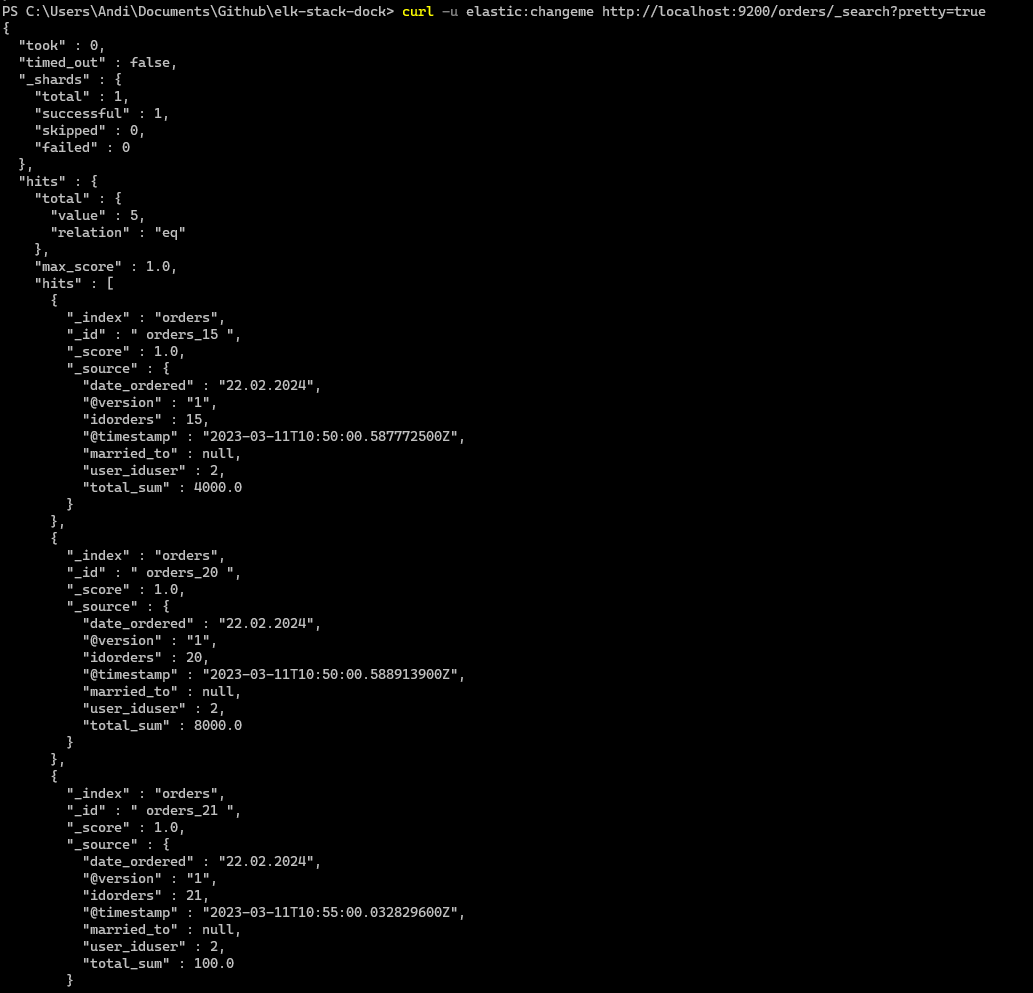 PS C:\Users\Andi\Documents\Github\elk-stack-dock> curl -u elastic:changeme http://localhost:9200/orders/_search?pretty=true
{
  "took" : 0,
  "timed_out" : false,
  "_shards" : {
    "total" : 1,
    "successful" : 1,
    "skipped" : 0,
    "failed" : 0
  },
  "hits" : {
    "total" : {
      "value" : 5,
      "relation" : "eq"
    },
    "max_score" : 1.0,
    "hits" : [
      {
        "_index" : "orders",
        "_id" : " orders_15 ",
        "_score" : 1.0,
        "_source" : {
          "date_ordered" : "22.02.2024",
          "@version" : "1",
          "idorders" : 15,
          "@timestamp" : "2023-03-11T10:50:00.587772500Z",
          "married_to" : null,
          "user_iduser" : 2,
          "total_sum" : 4000.0
        }
      },
      {
        "_index" : "orders",
        "_id" : " orders_20 ",
        "_score" : 1.0,
        "_source" : {
          "date_ordered" : "22.02.2024",
          "@version" : "1",
          "idorders" : 20,
          "@timestamp" : "2023-03-11T10:50:00.588913900Z",
          "married_to" : null,
          "user_iduser" : 2,
          "total_sum" : 8000.0
        }
      },
      {
        "_index" : "orders",
        "_id" : " orders_21 ",
        "_score" : 1.0,
        "_source" : {
          "date_ordered" : "22.02.2024",
          "@version" : "1",
          "idorders" : 21,
          "@timestamp" : "2023-03-11T10:55:00.032829600Z",
          "married_to" : null,
          "user_iduser" : 2,
          "total_sum" : 100.0
        }